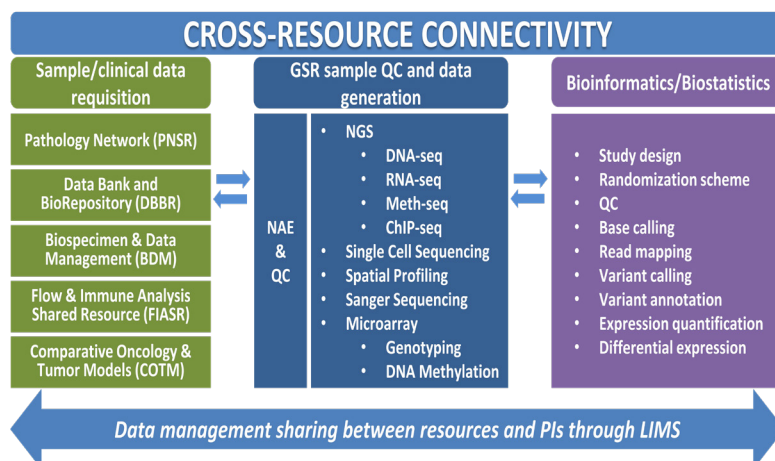 CROSS-RESOURCE CONNECTIVITY
Sample/clinical data
requisition
Pathology Network (PNSR)
Data Bank and
BioRepository (DBBR)
Biospecimen & Data
Management (BDM)
Flow & Immune Analysis
Shared Resource (FIASR)
Comparative Oncology &
Tumor Models (COTM)
GSR sample QC and data
generation
NAE
&
QC
• NGS
• DNA-seq
• RNA-seq
• Meth-seq
• ChIP-seq
• Single Cell Sequencing
• Spatial Profiling
• Sanger Sequencing
• Microarray
• Genotyping
• DNA Methylation
Bioinformatics/Biostatistics
• Study design
• Randomization scheme
• QC
• Base calling
• Read mapping
• Variant calling
• Variant annotation
• Expression quantification
• Differential expression
Data management sharing between resources and PIs through LIMS